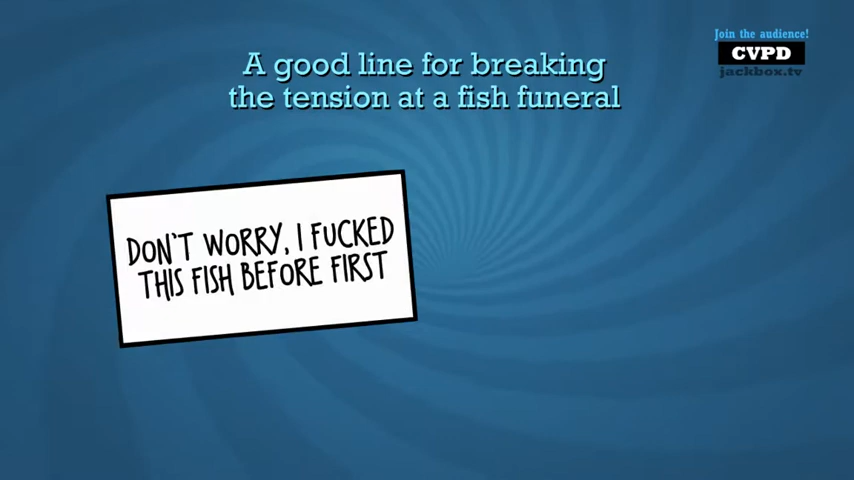 Join the audience!
CVPD
jackbox.tv
A good line for breaking
the tension at a fish funeral
DON'T WORRY, I FUCKED
THIS FISH BEFORE FIRST